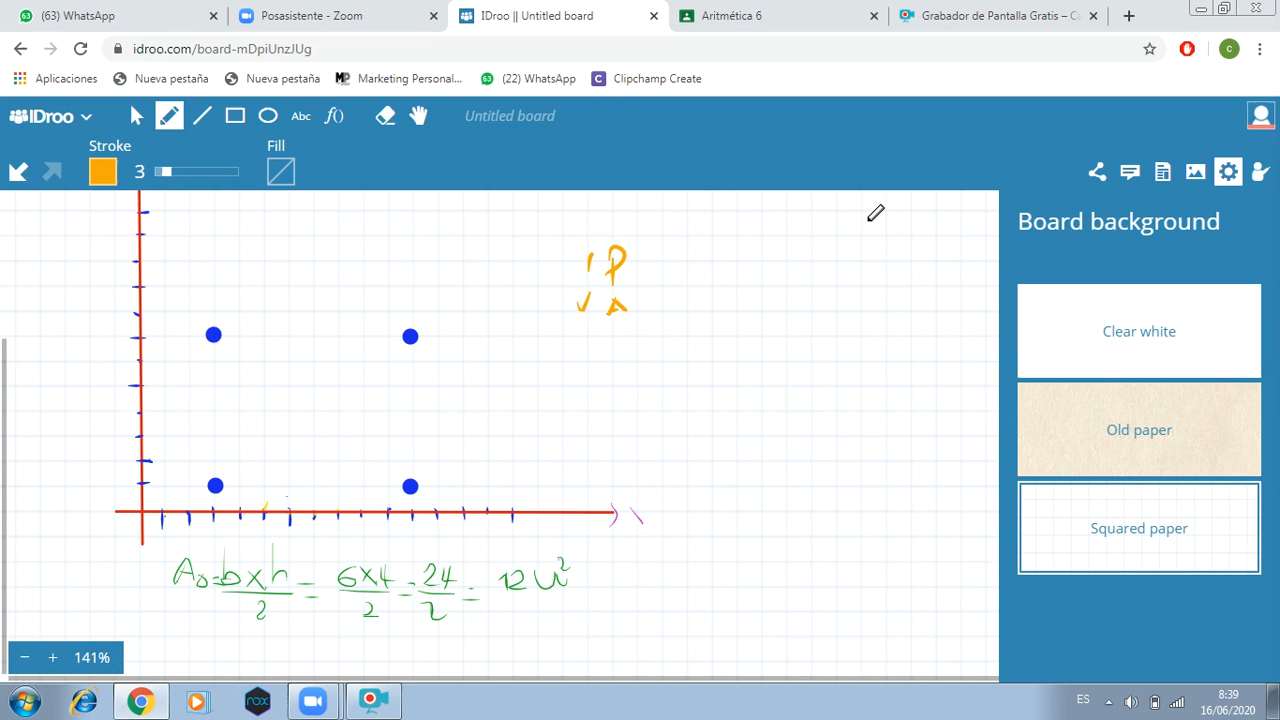 (63) WhatsApp
Posasistente - Zoom
IDroo || Untitled board
Aritmética 6
Grabador de Pantalla Gratis – C
idroo.com/board-mDpiUnzJUg
Aplicaciones
Nueva pestaña
Nueva pestaña
Marketing Personal...
(22) WhatsApp
Clipchamp Create
IDroo
Abc
f()
Untitled board
Stroke
Fill
3
Board background
Clear white
Old paper
Squared paper
P
A
A▵=b×h/2 = 6×4/2 = 24/2 = 12 u²
141%
ES
8:39
16/06/2020